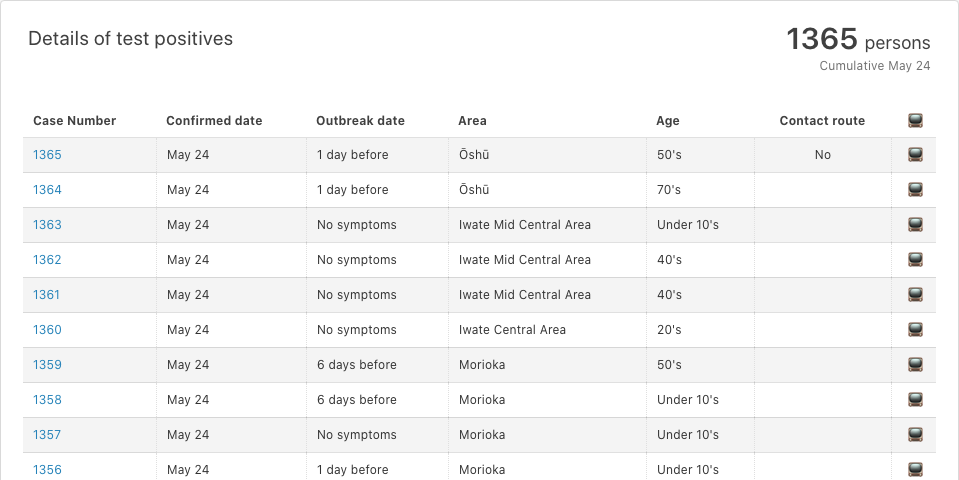 Details of test positives
1365 persons
Cumulative May 24
Case Number Confirmed date Outbreak date Area Age Contact route
1365 May 24 1 day before Ōshū 50's No
1364 May 24 1 day before Ōshū 70's
1363 May 24 No symptoms Iwate Mid Central Area Under 10's
1362 May 24 No symptoms Iwate Mid Central Area 40's
1361 May 24 No symptoms Iwate Mid Central Area 40's
1360 May 24 No symptoms Iwate Central Area 20's
1359 May 24 6 days before Morioka 50's
1358 May 24 6 days before Morioka Under 10's
1357 May 24 No symptoms Morioka Under 10's
1356 May 24 1 day before Morioka Under 10's